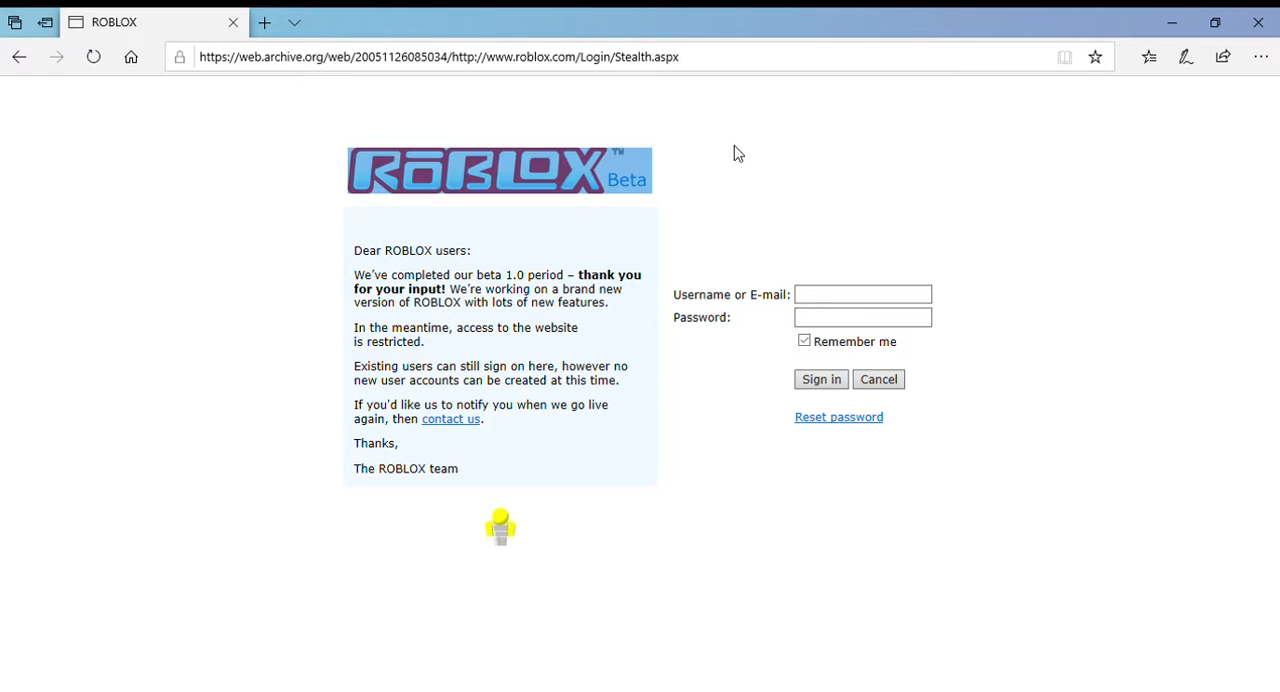 ROBLOX
https://web.archive.org/web/20051126085034/http://www.roblox.com/Login/Stealth.aspx
ROBLOX™
Beta
Dear ROBLOX users:
We've completed our beta 1.0 period – thank you
for your input! We're working on a brand new
version of ROBLOX with lots of new features.
In the meantime, access to the website
is restricted.
Existing users can still sign on here, however no
new user accounts can be created at this time.
If you'd like us to notify you when we go live
again, then contact us.
Thanks,
The ROBLOX team
Username or E-mail:
Password:
Remember me
Sign in Cancel
Reset password